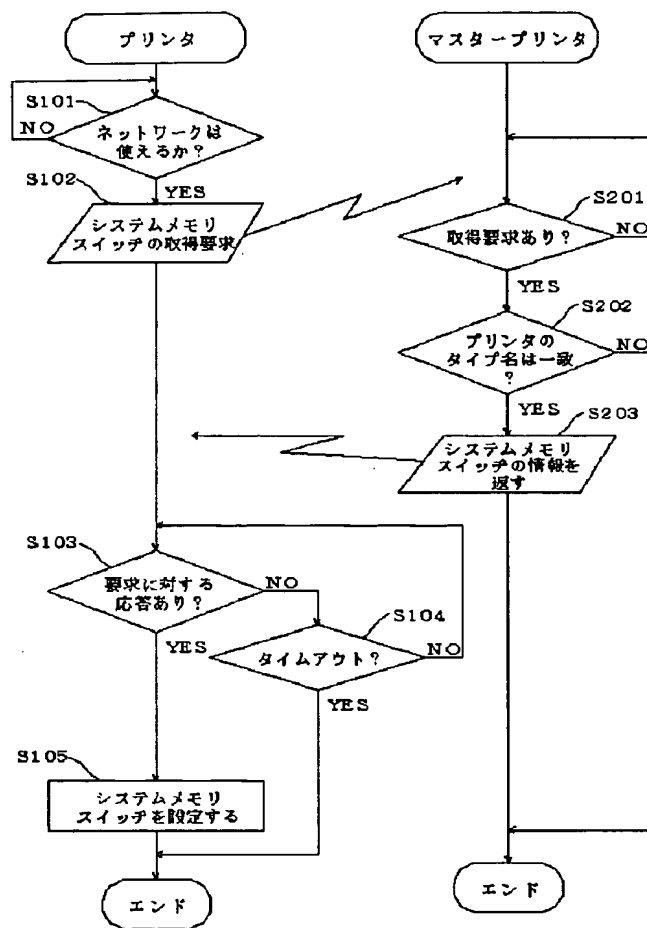 プリンタ
S101
NO
ネットワークは
使えるか？
YES
S102
システムメモリ
スイッチの取得要求
S103
要求に対する
応答あり？
NO
YES
S104
タイムアウト？
NO
YES
S105
システムメモリ
スイッチを設定する
エンド
マスタープリンタ
S201
取得要求あり？
NO
YES
S202
プリンタの
タイプ名は一致
？
NO
YES
S203
システムメモリ
スイッチの情報を
返す
エンド